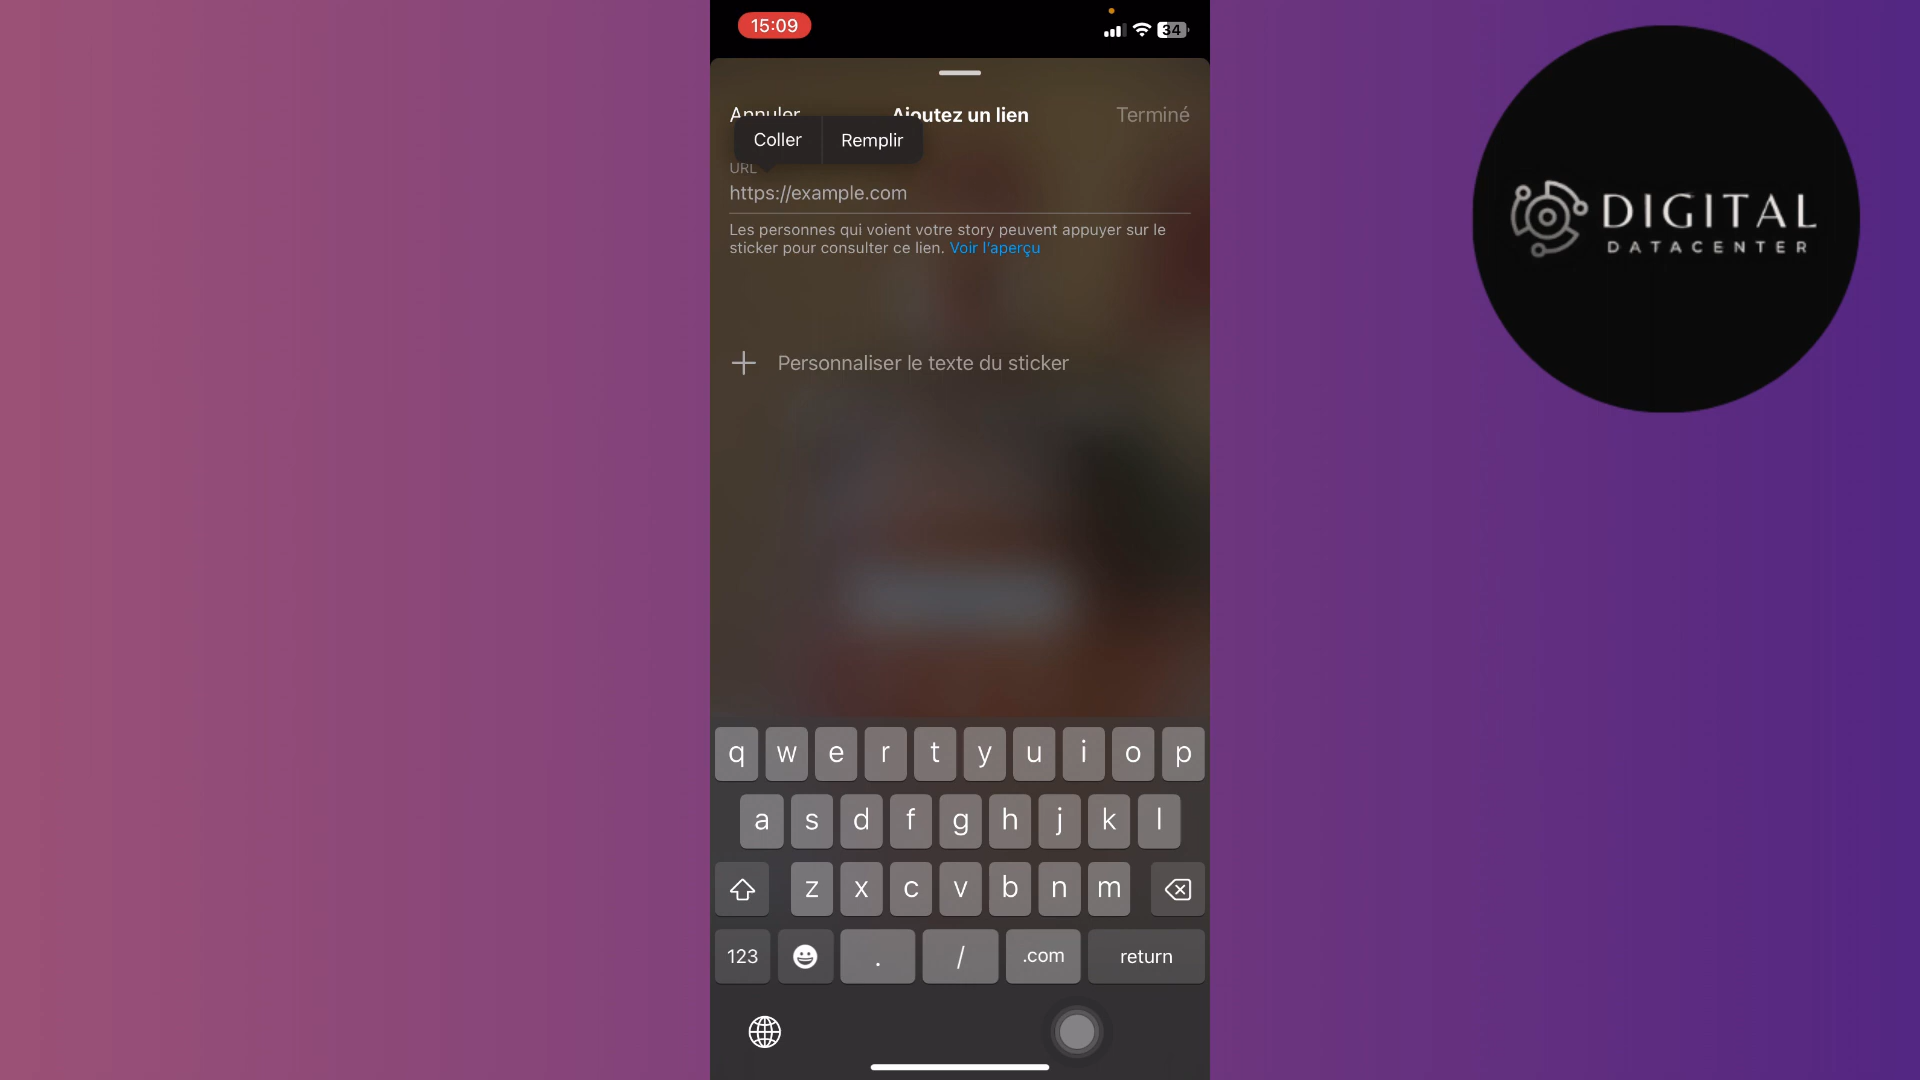 15:09
34
Annuler
Ajoutez un lien
Terminé
Coller
Remplir
URL
https://example.com
Les personnes qui voient votre story peuvent appuyer sur le
sticker pour consulter ce lien. Voir l'aperçu
Personnaliser le texte du sticker
q w e r t y u i o p
a s d f g h j k l
z x c v b n m
123 . / .com return
DIGITAL
DATACENTER